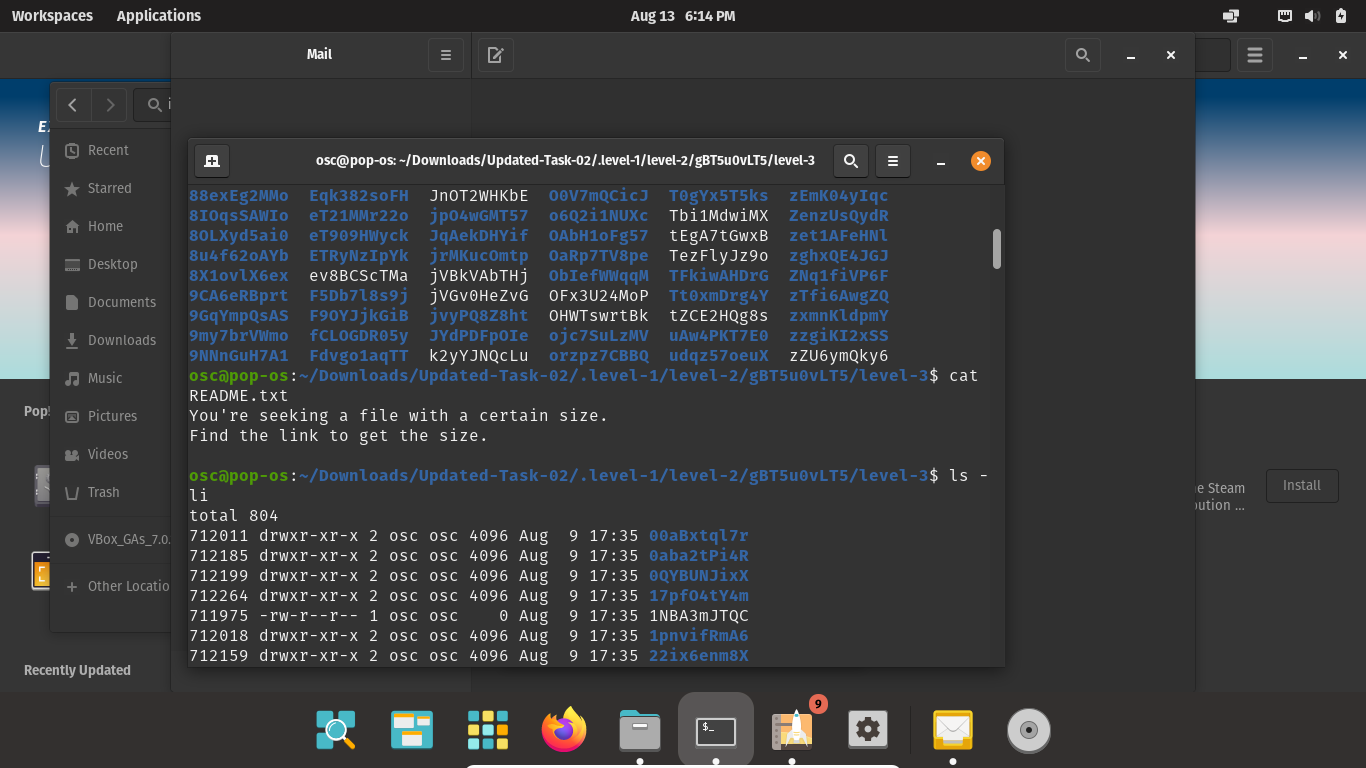 Workspaces Applications Aug 13 6:14 PM
Mail
Recent
Starred
Home
Desktop
Documents
Downloads
Music
Pictures
Videos
Trash
VBox_GAs_7.0.
Other Locatio
Pop!
Recently Updated
osc@pop-os: ~/Downloads/Updated-Task-02/.level-1/level-2/gBT5u0vLT5/level-3
88exEg2MMo Eqk382soFH JnOT2WHKbE O0V7mQCicJ T0gYx5T5ks zEmK04yIqc
8IOqsSAWIo eT21MMr22o jpO4wGMT57 o6Q2i1NUXc Tbi1MdwiMX ZenzUsQydR
8OLXyd5ai0 eT909HWyck JqAekDHYif OAbH1oFg57 tEgA7tGwxB zet1AFeHNl
8u4f62oAYb ETRyNzIpYk jrMKucOmtp OaRp7TV8pe TezFlyJz9o zghxQE4JGJ
8X1ovlX6ex ev8BCScTMa jVBkVAbTHj ObIefWWqqM TFkiwAHDrG ZNq1fiVP6F
9CA6eRBprt F5Db7l8s9j jVGv0HeZvG OFx3U24MoP Tt0xmDrg4Y zTfi6AwgZQ
9GqYmpQsAS F9OYJjkGiB jvyPQ8Z8ht OHWTswrtBk tZCE2HQg8s zxmnKldpmY
9my7brVWmo fCLOGDR05y JYdPDFpOIe ojc7SuLzMV uAw4PKT7E0 zzgiKI2xSS
9NNnGuH7A1 Fdvgo1aqTT k2yYJNQcLu orzpz7CBBQ udqz57oeuX zZU6ymQky6
osc@pop-os:~/Downloads/Updated-Task-02/.level-1/level-2/gBT5u0vLT5/level-3$ cat
README.txt
You're seeking a file with a certain size.
Find the link to get the size.
osc@pop-os:~/Downloads/Updated-Task-02/.level-1/level-2/gBT5u0vLT5/level-3$ ls -
li
total 804
712011 drwxr-xr-x 2 osc osc 4096 Aug  9 17:35 00aBxtql7r
712185 drwxr-xr-x 2 osc osc 4096 Aug  9 17:35 0aba2tPi4R
712199 drwxr-xr-x 2 osc osc 4096 Aug  9 17:35 0QYBUNJixX
712264 drwxr-xr-x 2 osc osc 4096 Aug  9 17:35 17pfO4tY4m
711975 -rw-r--r-- 1 osc osc    0 Aug  9 17:35 1NBA3mJTQC
712018 drwxr-xr-x 2 osc osc 4096 Aug  9 17:35 1pnvifRmA6
712159 drwxr-xr-x 2 osc osc 4096 Aug  9 17:35 22ix6enm8X
e Steam
ution ...
Install
9
$_